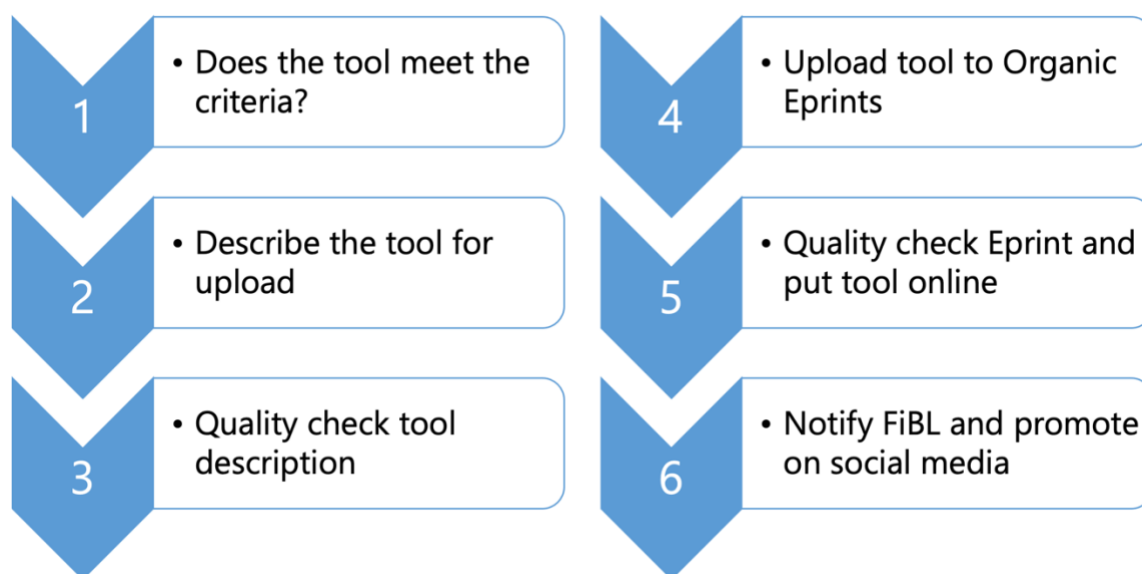 1
• Does the tool meet the
criteria?
2
• Describe the tool for
upload
3
• Quality check tool
description
4
• Upload tool to Organic
Eprints
5
• Quality check Eprint and
put tool online
6
• Notify FiBL and promote
on social media